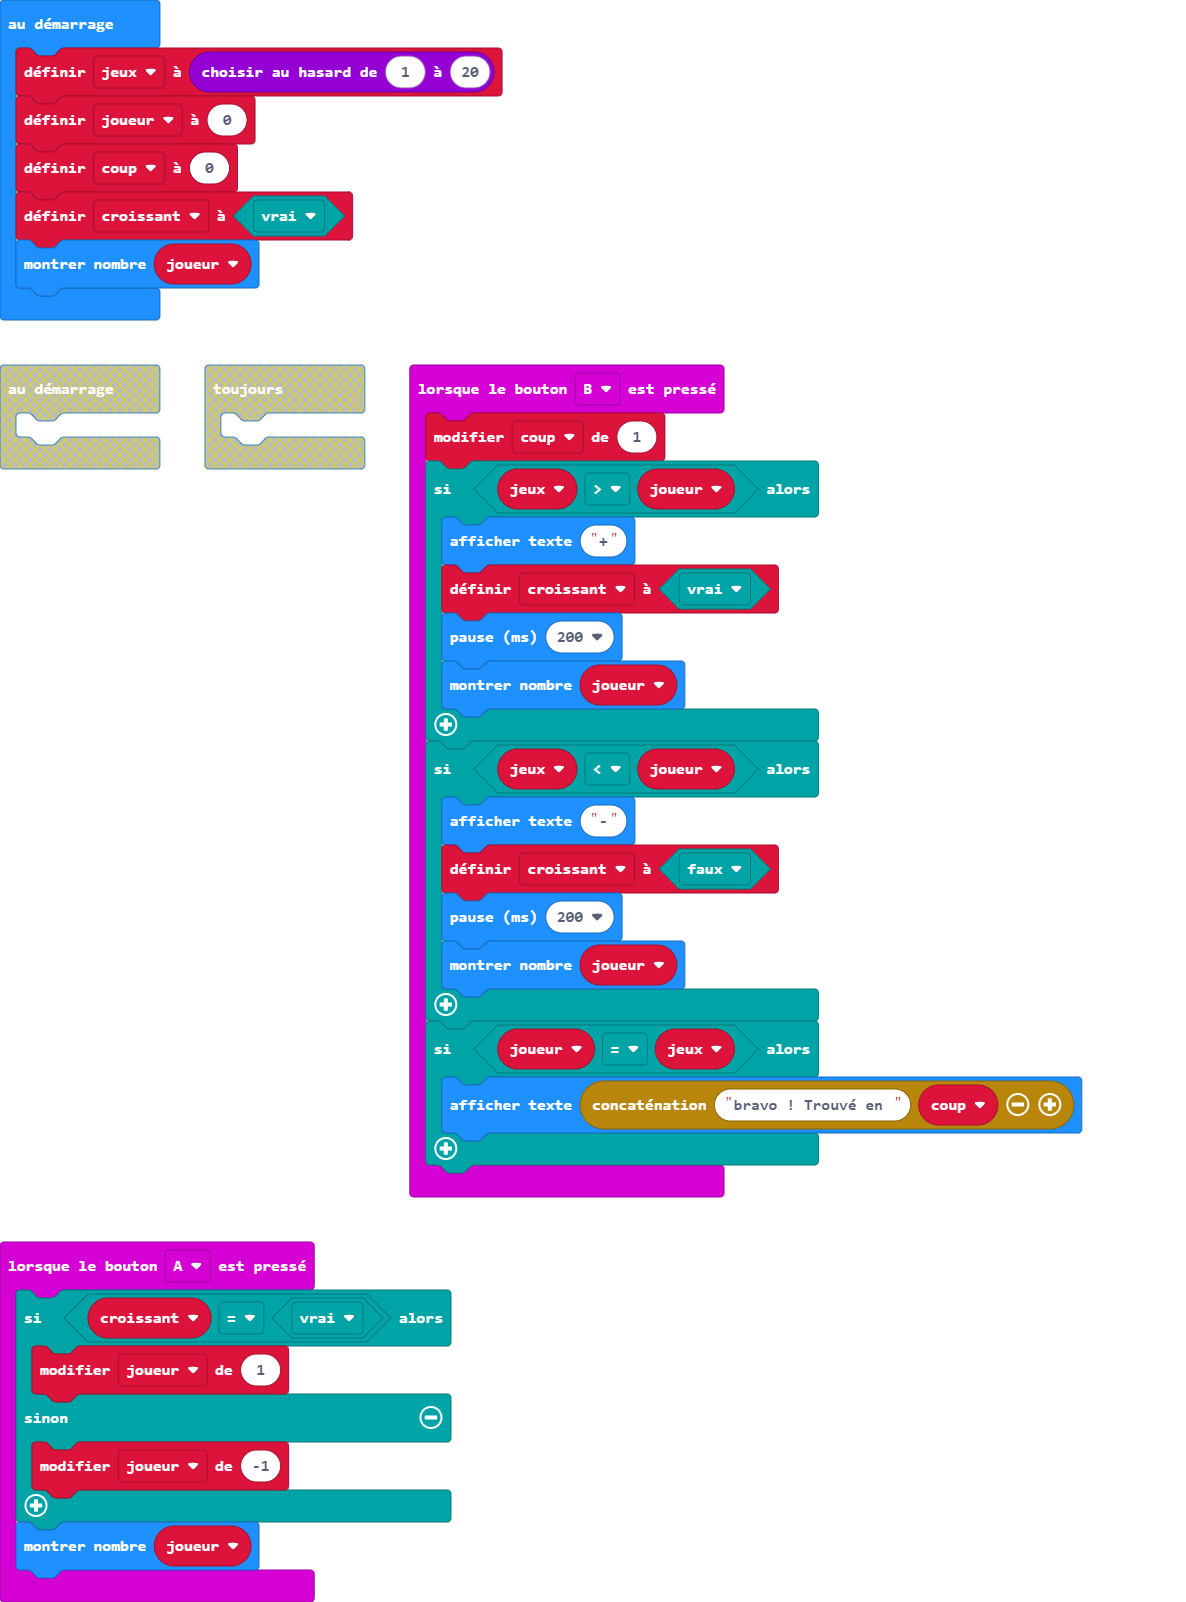 au démarrage
définir jeux à choisir au hasard de 1 à 20
définir joueur à 0
définir coup à 0
définir croissant à vrai
montrer nombre joueur
au démarrage
toujours
lorsque le bouton B est pressé
modifier coup de 1
si jeux > joueur alors
afficher texte "+"
définir croissant à vrai
pause (ms) 200
montrer nombre joueur
si jeux < joueur alors
afficher texte "-"
définir croissant à faux
pause (ms) 200
montrer nombre joueur
si joueur = jeux alors
afficher texte concaténation "bravo ! Trouvé en " coup
lorsque le bouton A est pressé
si croissant = vrai alors
modifier joueur de 1
sinon
modifier joueur de -1
montrer nombre joueur